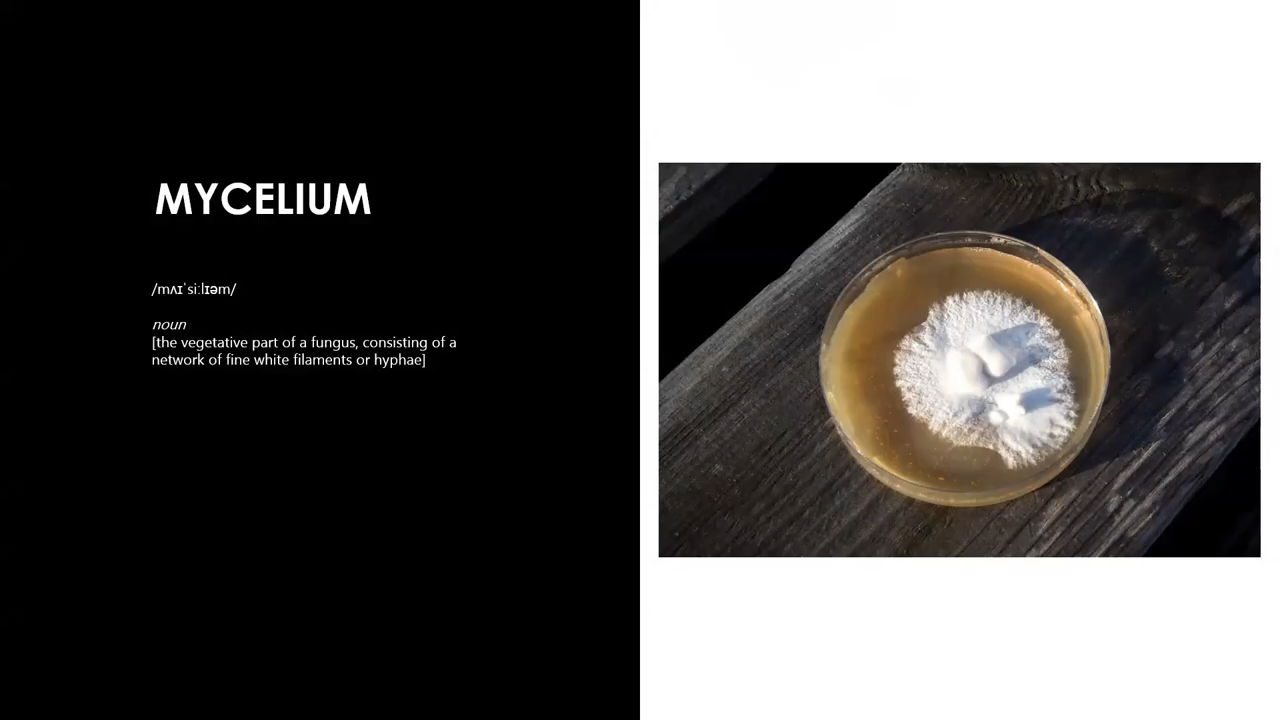 MYCELIUM
/mʌɪˈsiːlɪəm/
noun
[the vegetative part of a fungus, consisting of a
network of fine white filaments or hyphae]